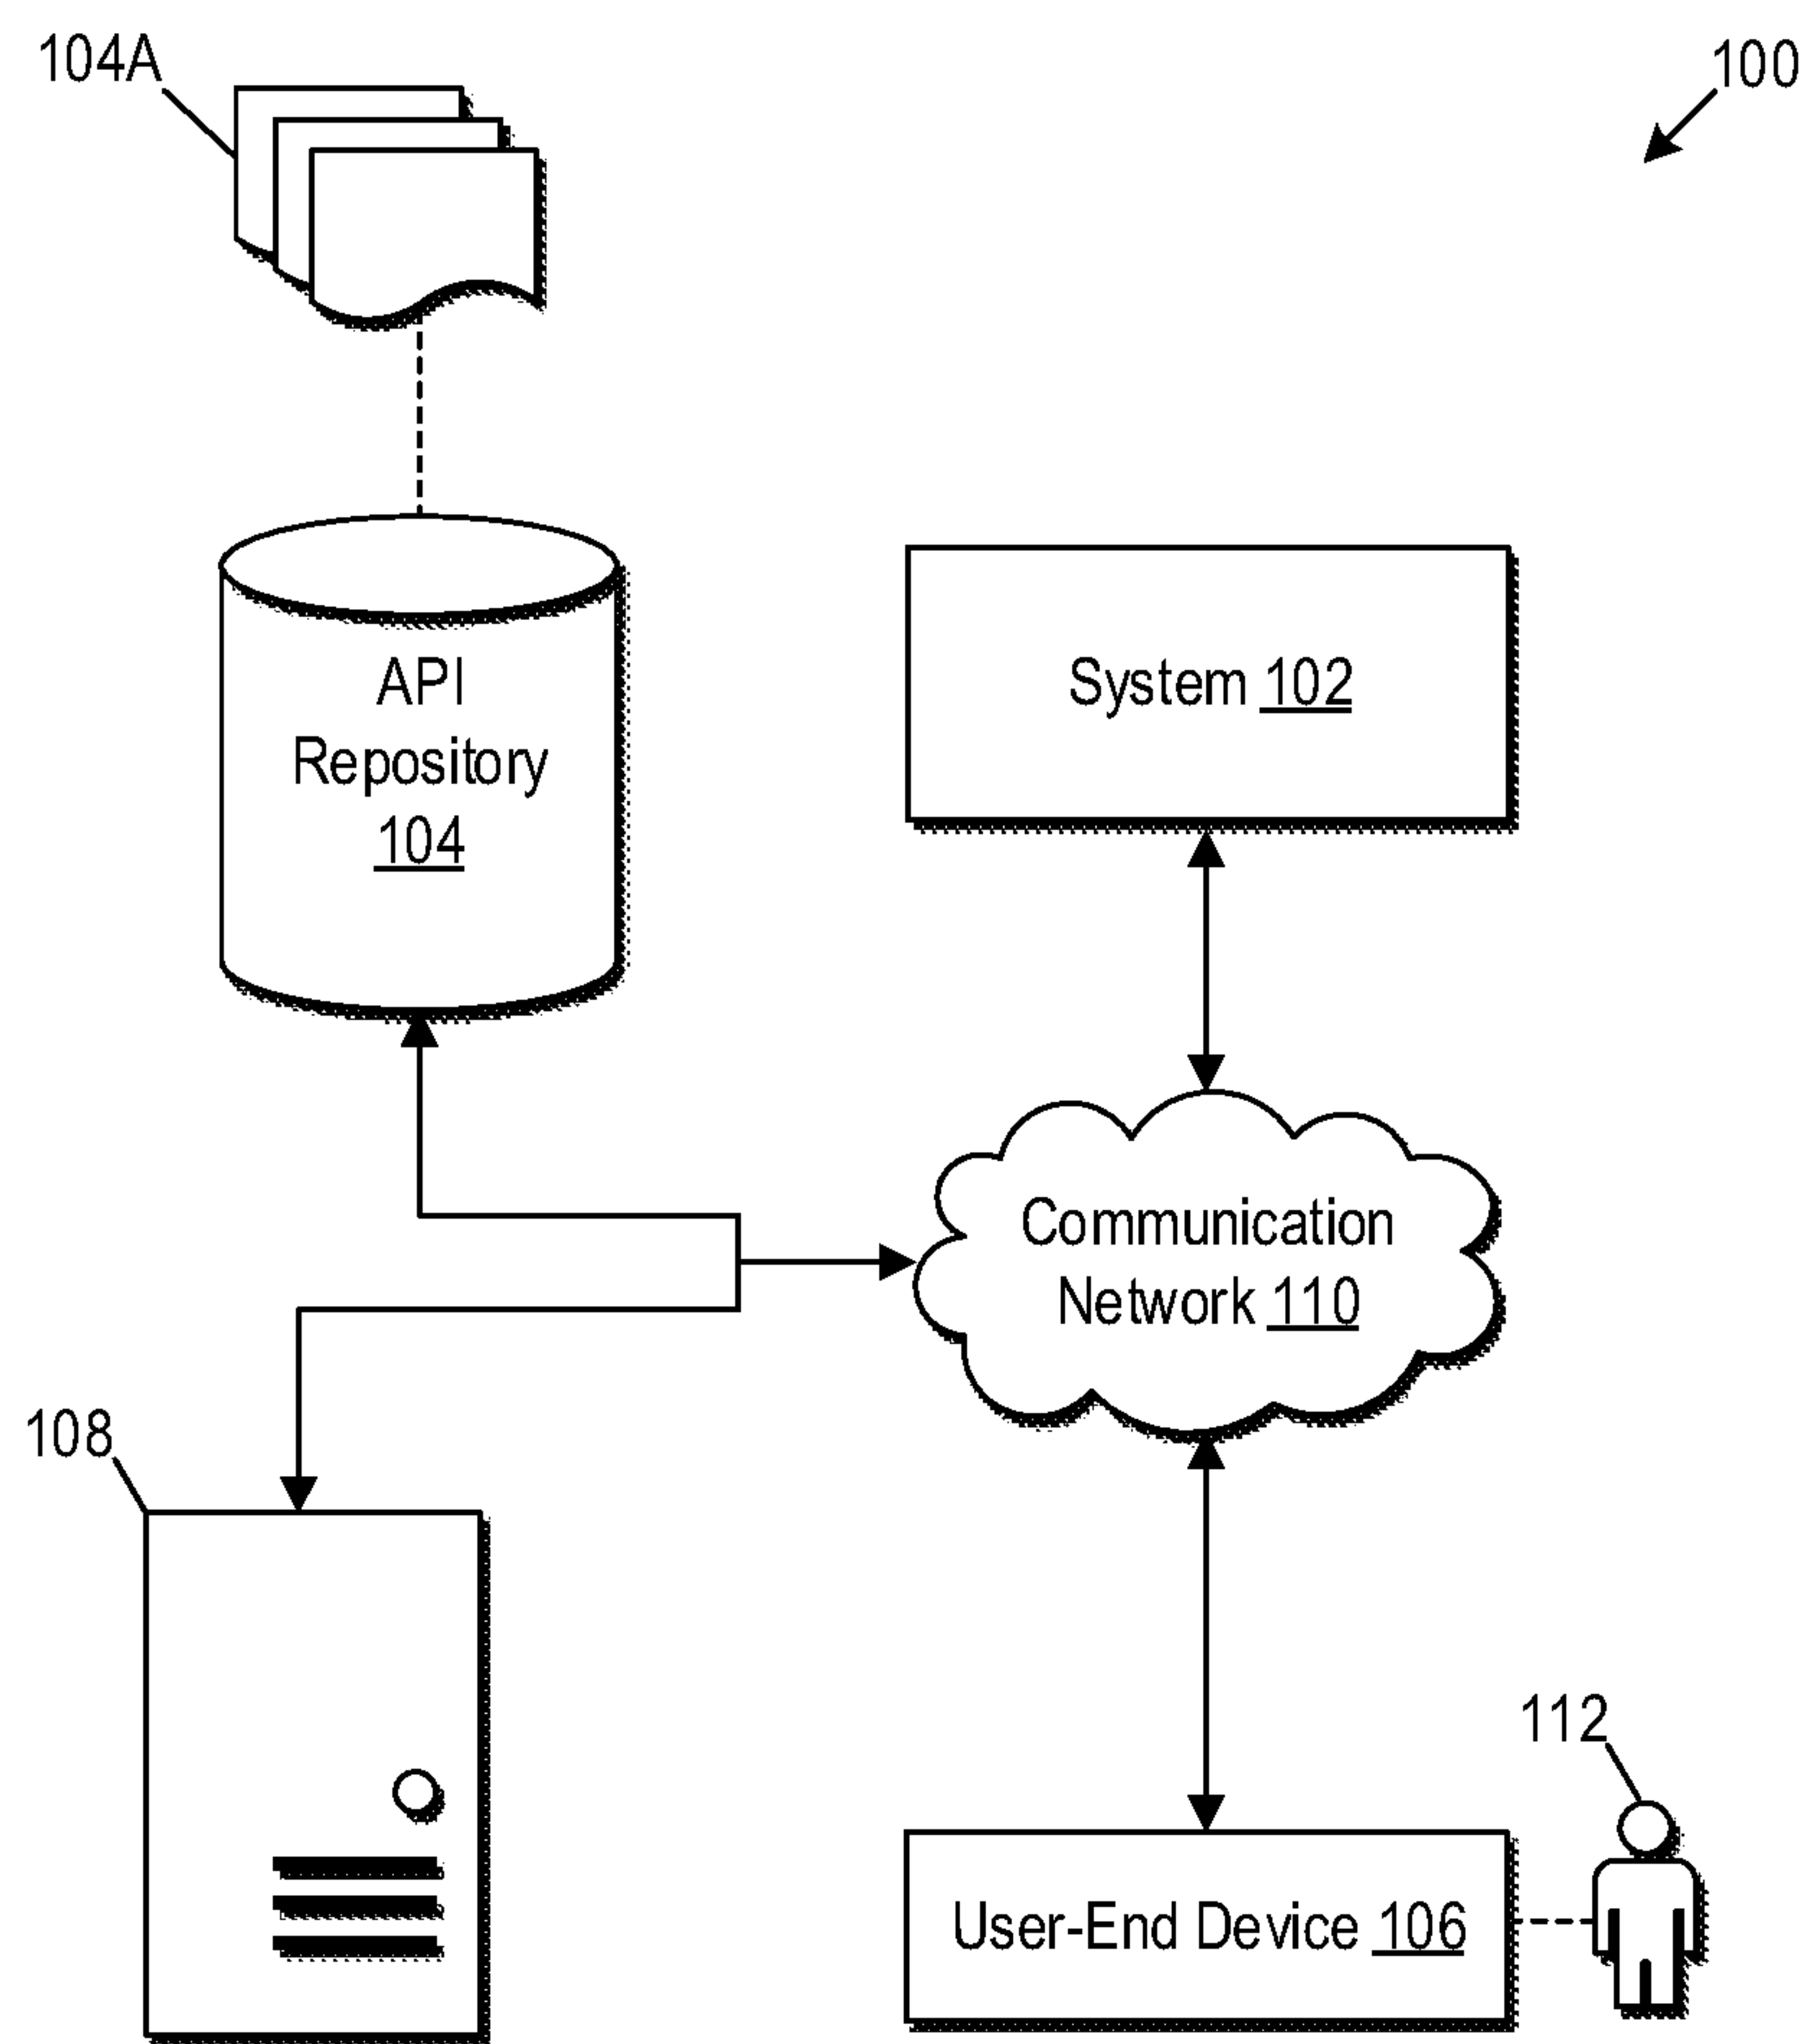 104A
100
API
Repository
104
System 102
Communication
Network 110
108
112
User-End Device 106